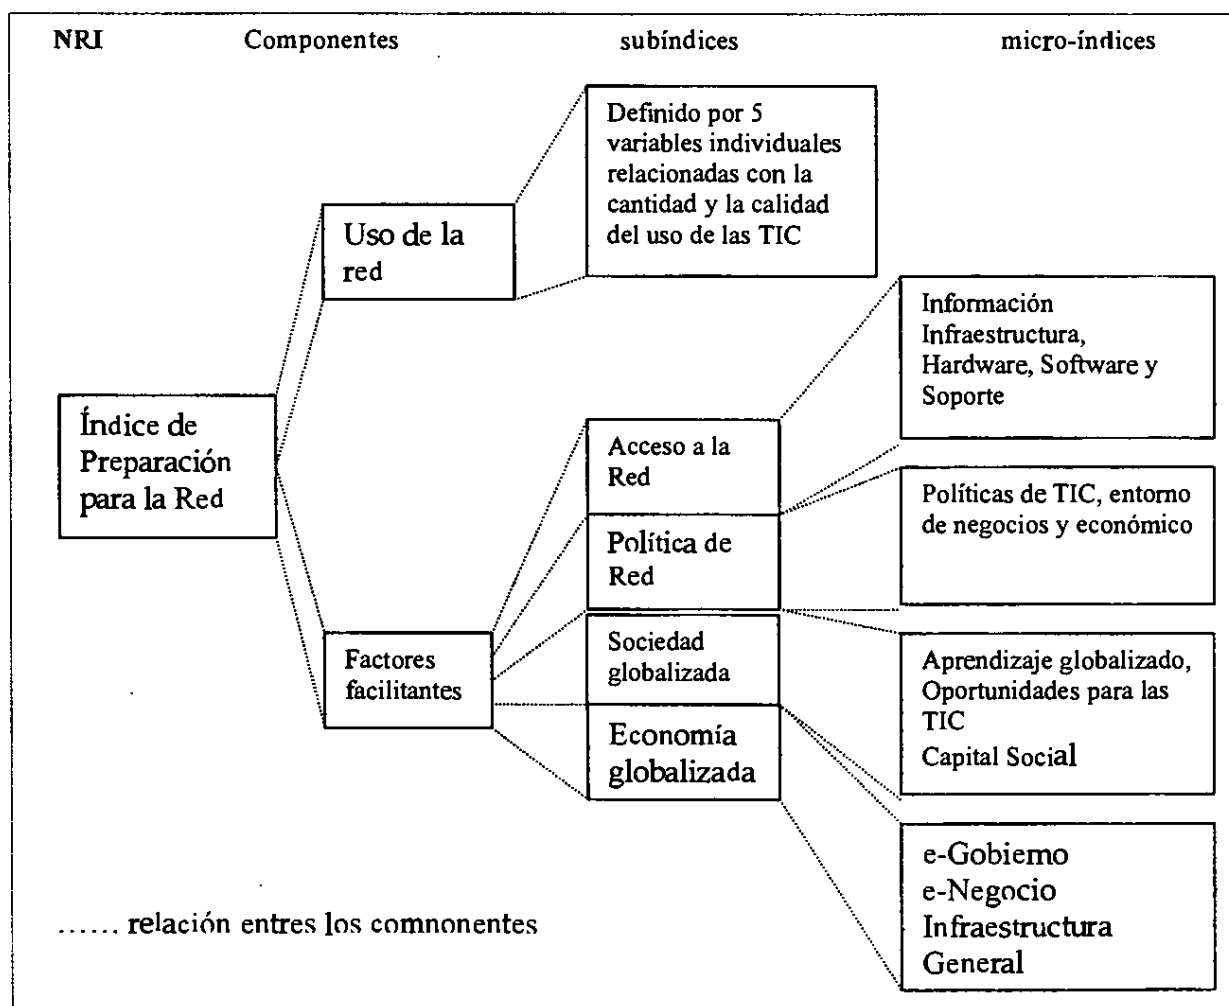 NRI Componentes subíndices micro-índices
Definido por 5
variables individuales
relacionadas con la
cantidad y la calidad
del uso de las TIC
Uso de la
red
Índice de
Preparación
para la Red
Factores
facilitantes
Acceso a la
Red
Política de
Red
Sociedad
globalizada
Economía
globalizada
Información
Infraestructura,
Hardware, Software y
Soporte
Políticas de TIC, entorno
de negocios y económico
Aprendizaje globalizado,
Oportunidades para las
TIC
Capital Social
e-Gobierno
e-Negocio
Infraestructura
General
...... relación entres los comnonentes